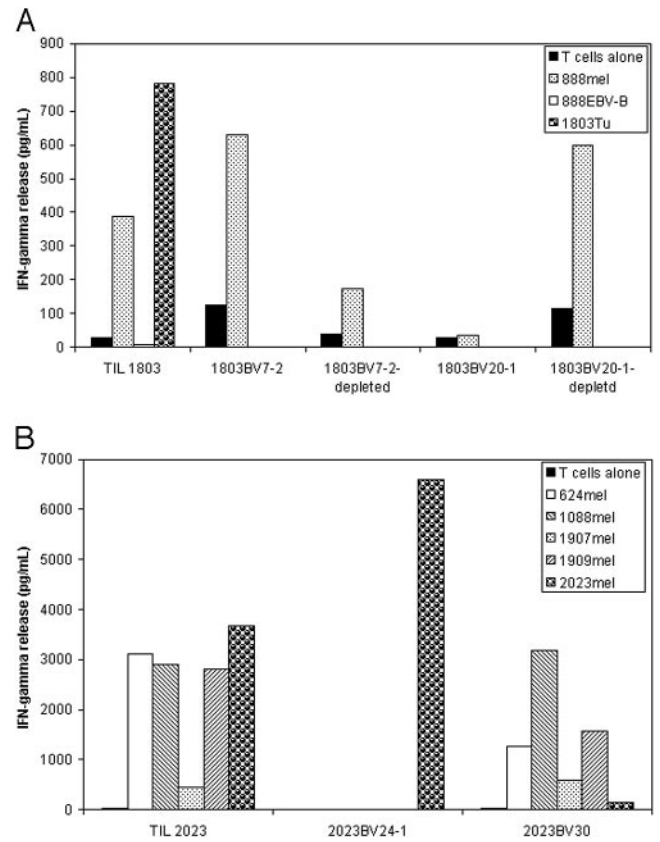 A
IFN-gamma release (pg/mL)
900
800
700
600
500
400
300
200
100
0
T cells alone
888mel
888EBV-B
1803Tu
TIL 1803
1803BV7-2
1803BV7-2-
depleted
1803BV20-1
1803BV20-1-
depletd
B
IFN-gamma release (pg/mL)
7000
6000
5000
4000
3000
2000
1000
0
T cells alone
624mel
1088mel
1907mel
1909mel
2023mel
TIL 2023
2023BV24-1
2023BV30